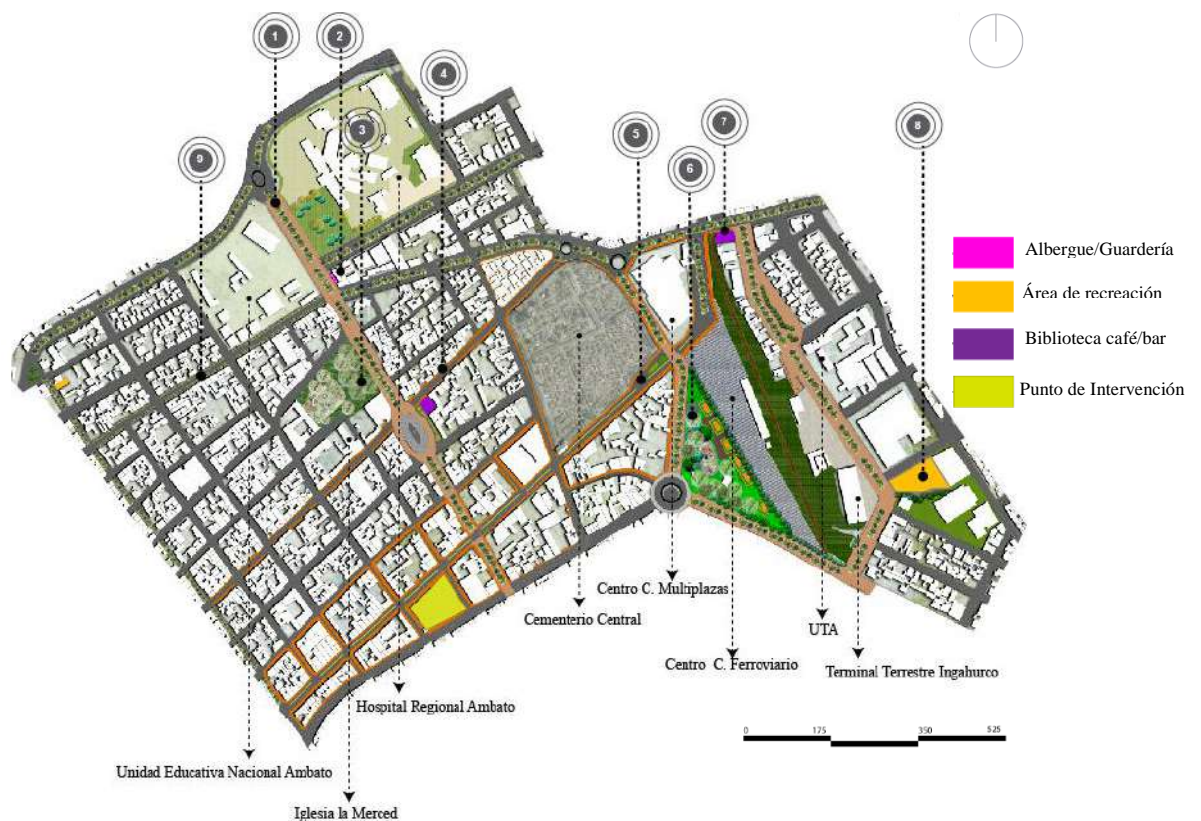 1
2
3
4
5
6
7
8
9
Albergue/Guardería
Área de recreación
Biblioteca café/bar
Punto de Intervención
Centro C. Multiplazas
Cementerio Central
UTA
Centro C. Ferroviario
Terminal Terrestre Ingahurco
Hospital Regional Ambato
Unidad Educativa Nacional Ambato
Iglesia la Merced
0 175 350 525